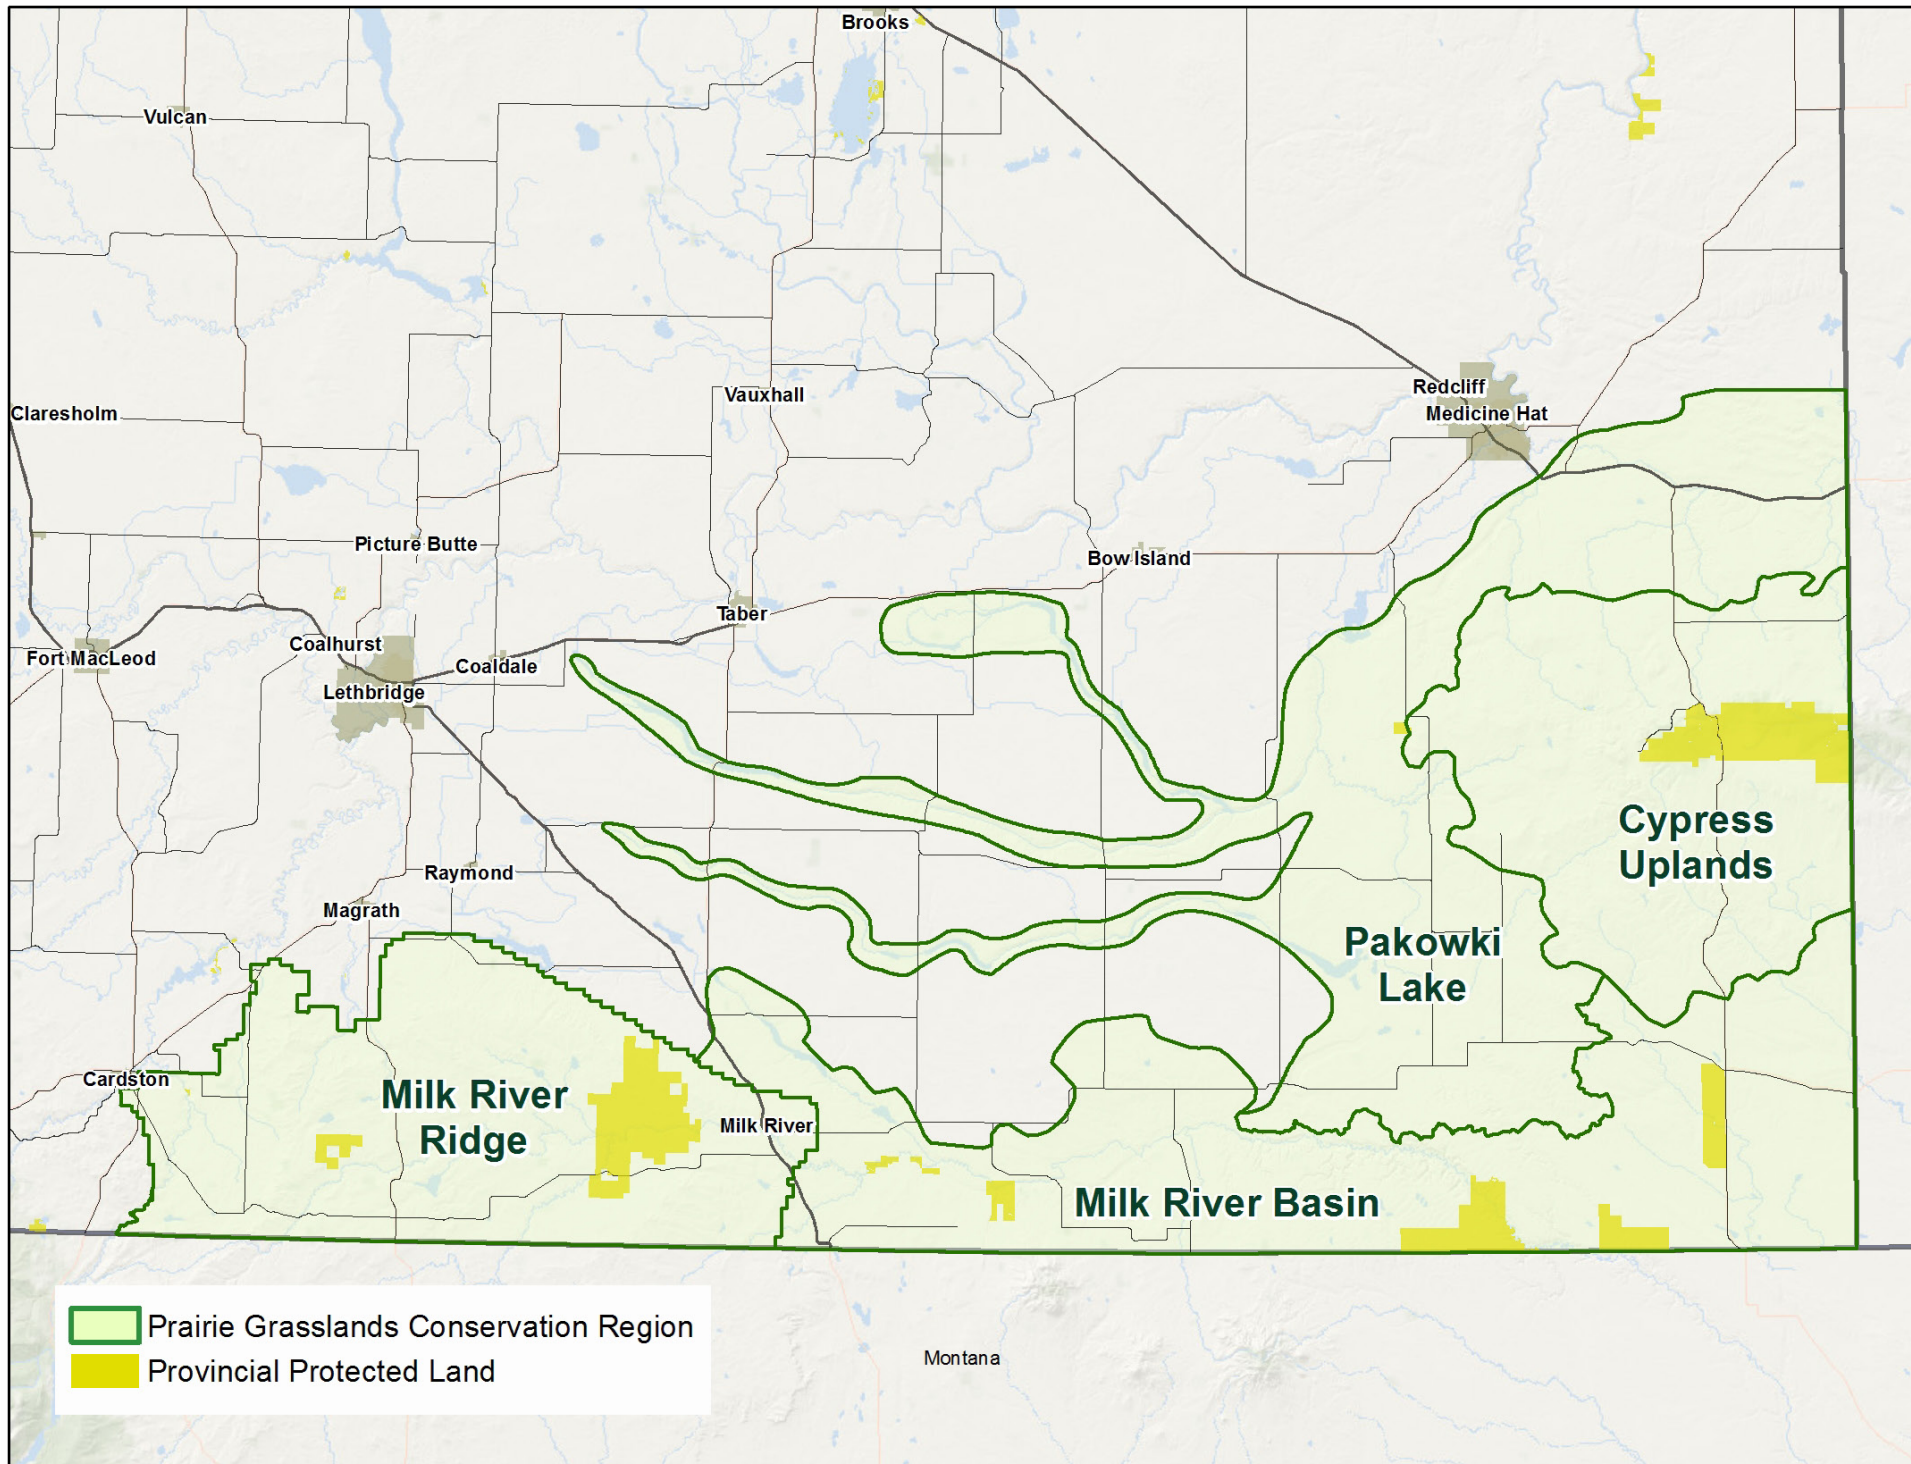 Brooks
Vulcan
Redcliff
Vauxhall
Medicine Hat
Claresholm
Picture Butte
Bow Island
Taber
Coalhurst
Fort MacLeod
Coaldale
Lethbridge
Cypress
Uplands
Raymond
Magrath
Pakowki
Lake
Cardston
Milk River
Ridge
Milk River
Milk River Basin
Prairie Grasslands Conservation Region
Provincial Protected Land
Montana